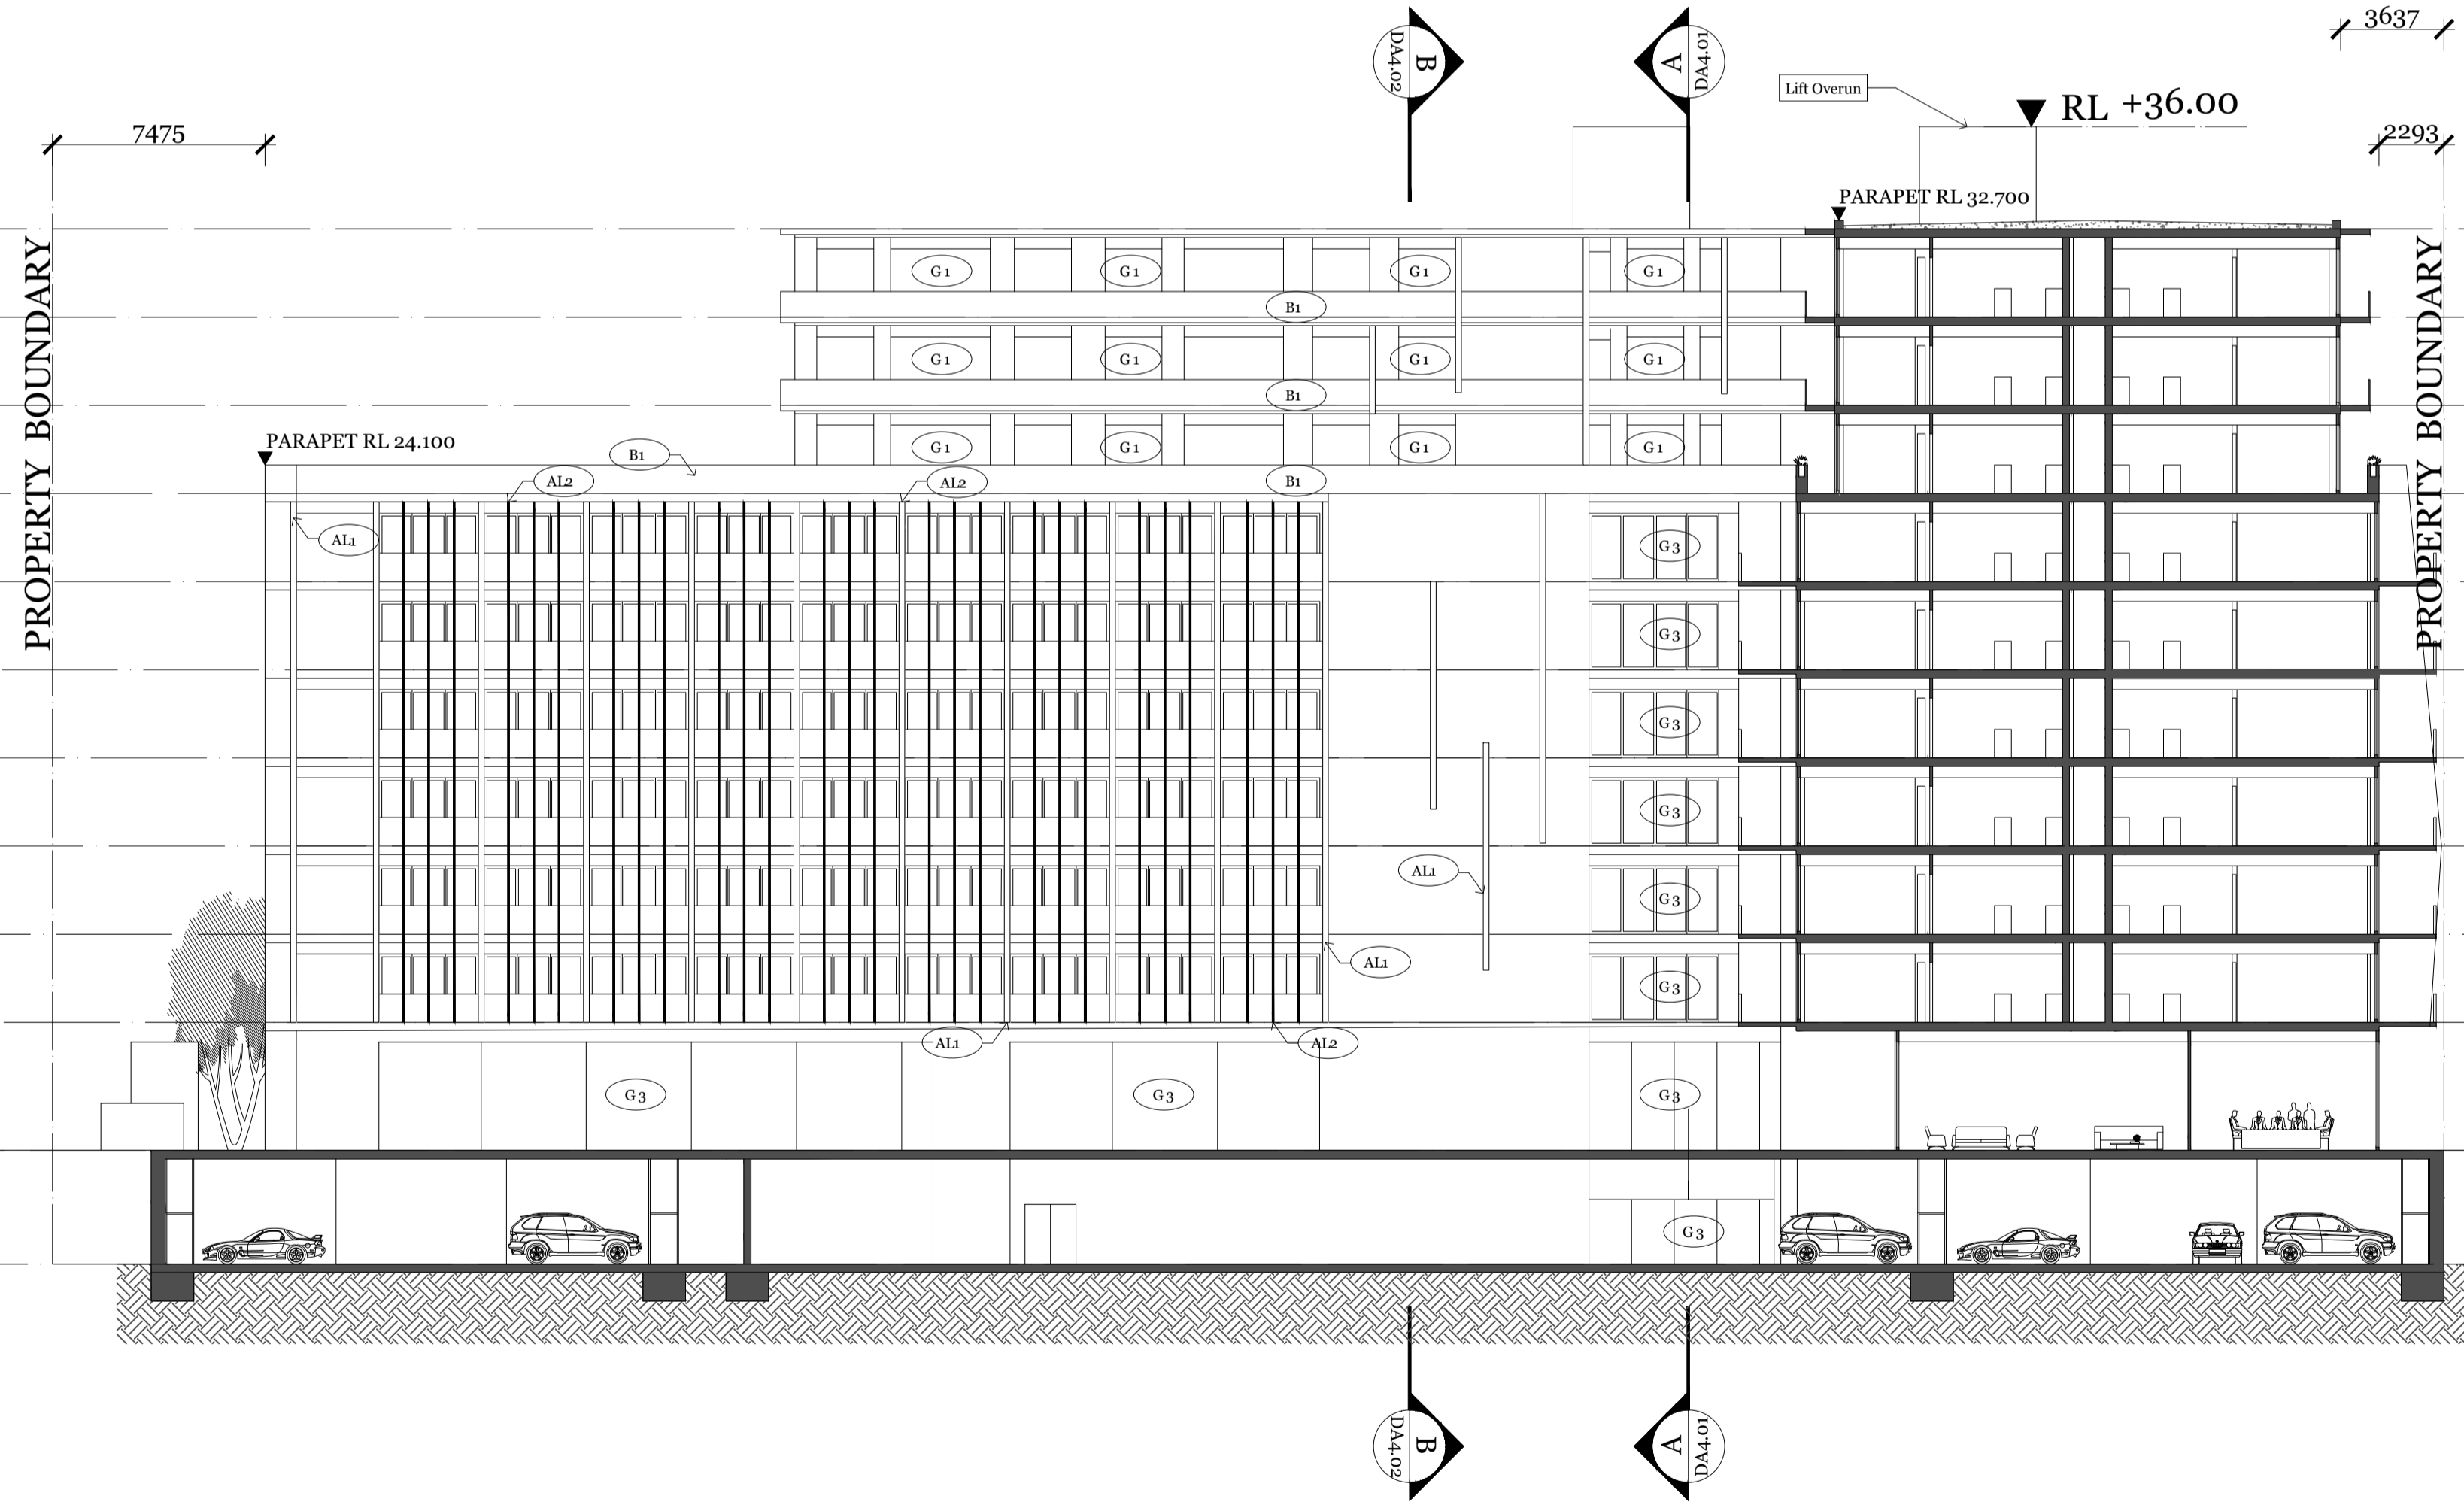 3637
B
DA4.02
A
DA4.01
Lift Overun
RL +36.00
7475
2293
PARAPET RL 32.700
PROPERTY BOUNDARY
PROPERTY BOUNDARY
G1
G1
G1
G1
B1
G1
G1
G1
G1
B1
PARAPET RL 24.100
B1
G1
G1
G1
G1
AL2
AL2
B1
AL1
G3
G3
G3
G3
AL1
G3
AL1
G3
AL1
AL2
G3
G3
G3
G3
B
DA4.02
A
DA4.01